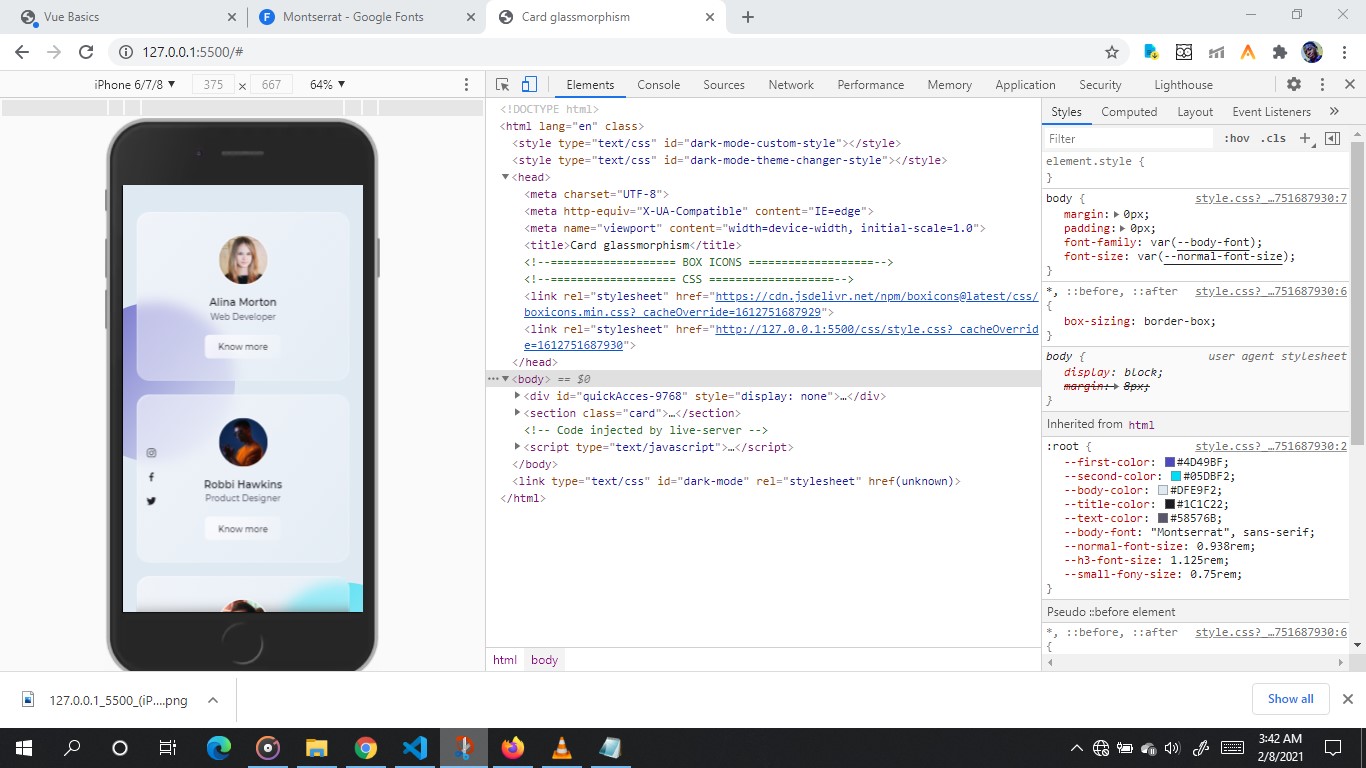 Vue Basics
Montserrat - Google Fonts
Card glassmorphism
127.0.0.1:5500/#
iPhone 6/7/8 ▼ 375 × 667 64% ▼
Alina Morton
Web Developer
Know more
Robbi Hawkins
Product Designer
Know more
Elements Console Sources Network Performance Memory Application Security Lighthouse
<!DOCTYPE html>
<html lang="en" class>
<style type="text/css" id="dark-mode-custom-style"></style>
<style type="text/css" id="dark-mode-theme-changer-style"></style>
▼<head>
<meta charset="UTF-8">
<meta http-equiv="X-UA-Compatible" content="IE=edge">
<meta name="viewport" content="width=device-width, initial-scale=1.0">
<title>Card glassmorphism</title>
<!--=================== BOX ICONS ===================-->
<!--=================== CSS ===================-->
<link rel="stylesheet" href="https://cdn.jsdelivr.net/npm/boxicons@latest/css/
boxicons.min.css?_cacheOverride=1612751687929">
<link rel="stylesheet" href="http://127.0.0.1:5500/css/style.css?_cacheOverrid
e=1612751687930">
</head>
… ▼<body> == $0
▶<div id="quickAcces-9768" style="display: none">…</div>
▶<section class="card">…</section>
<!-- Code injected by live-server -->
▶<script type="text/javascript">…</script>
</body>
<link type="text/css" id="dark-mode" rel="stylesheet" href(unknown)>
</html>
html body
Styles Computed Layout Event Listeners »
Filter :hov .cls +
element.style {
}
body { style.css?_…751687930:7
margin:▶ 0px;
padding:▶ 0px;
font-family: var(--body-font);
font-size: var(--normal-font-size);
}
*, ::before, ::after style.css?_…751687930:6
{
box-sizing: border-box;
}
body { user agent stylesheet
display: block;
margin:▶ 8px;
}
Inherited from html
:root { style.css?_…751687930:2
--first-color: #4D49BF;
--second-color: #05DBF2;
--body-color: #DFE9F2;
--title-color: #1C1C22;
--text-color: #58576B;
--body-font: "Montserrat", sans-serif;
--normal-font-size: 0.938rem;
--h3-font-size: 1.125rem;
--small-fony-size: 0.75rem;
}
Pseudo ::before element
*, ::before, ::after style.css?_…751687930:6
{
127.0.0.1_5500_(iP....png
Show all
3:42 AM
2/8/2021